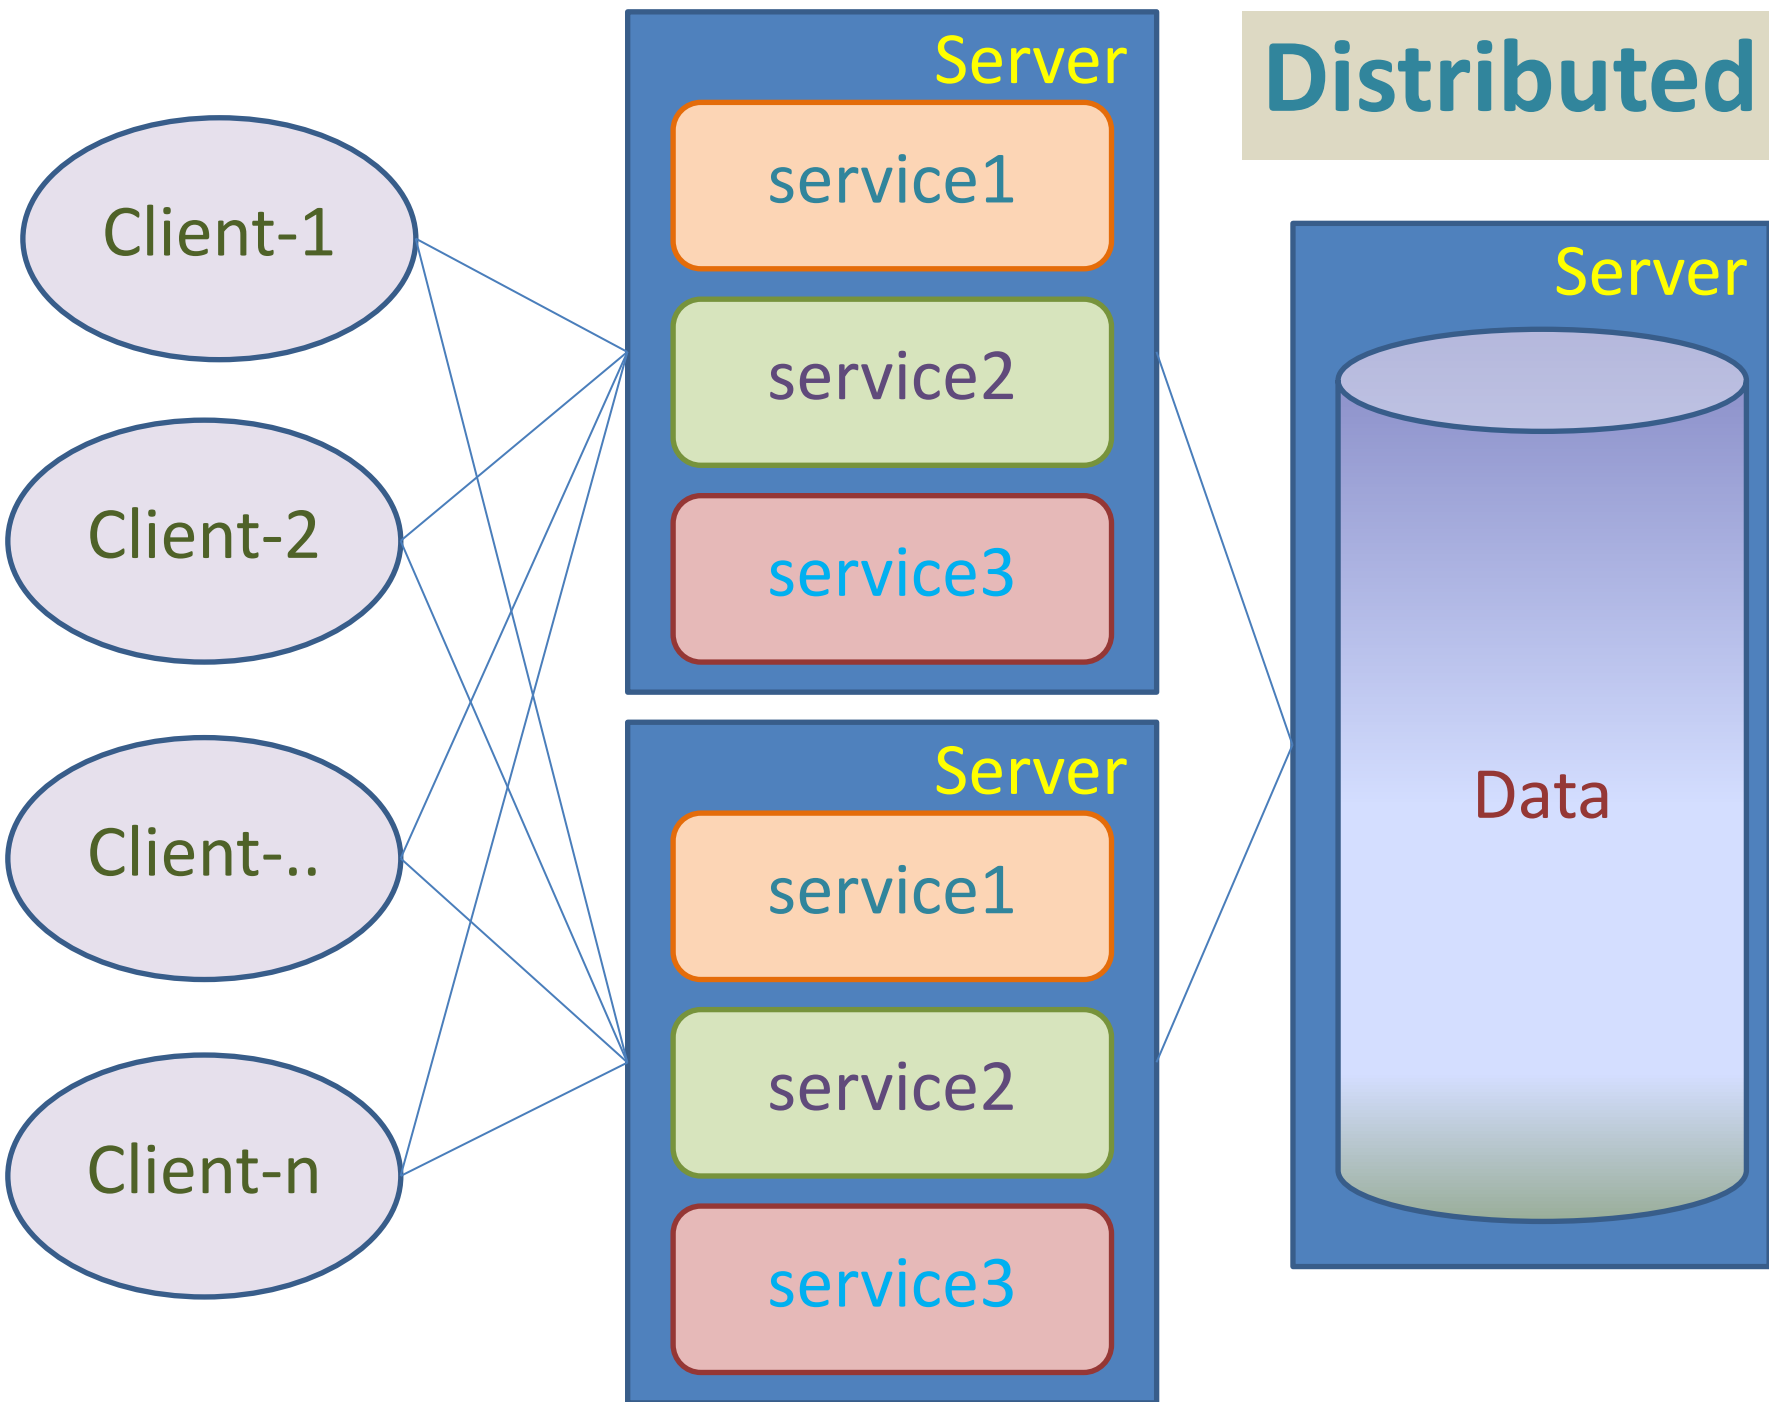 Distributed
Client-1
Client-2
Client-..
Client-n
Server
service1
service2
service3
Server
service1
service2
service3
Server
Data